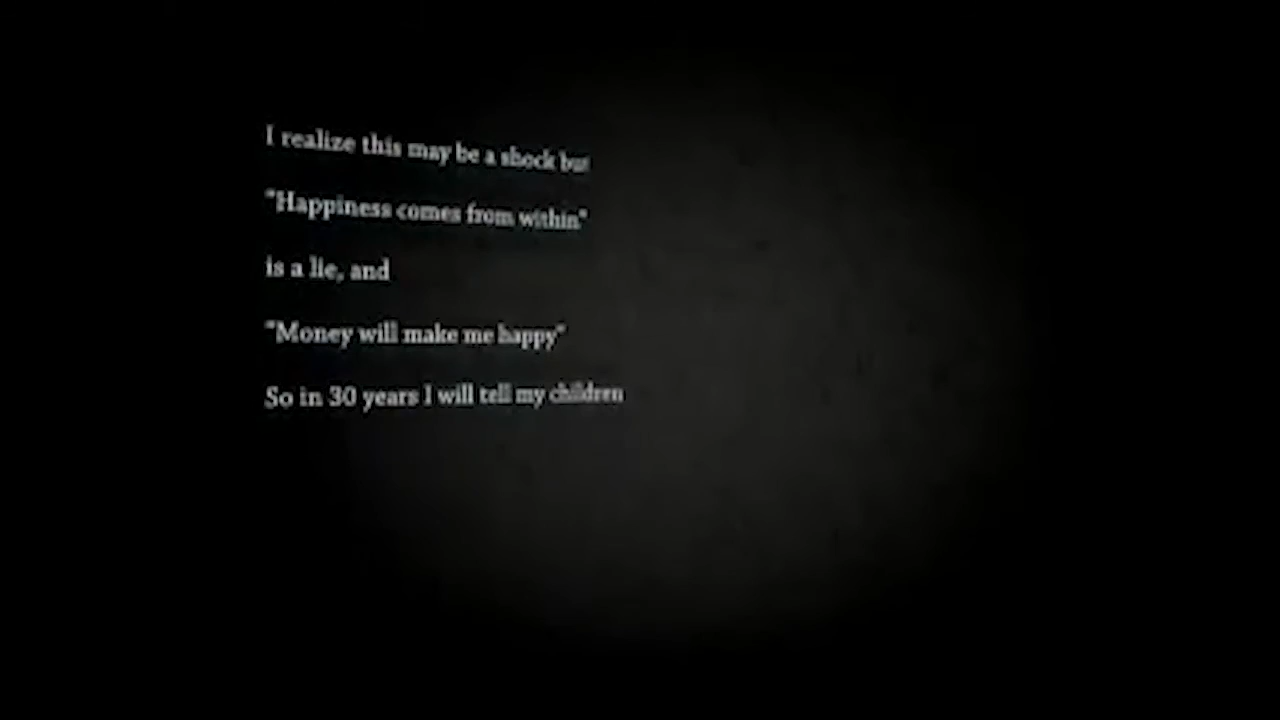 I realize this may be a shock but
"Happiness comes from within"
is a lie, and
"Money will make me happy"
So in 30 years I will tell my children